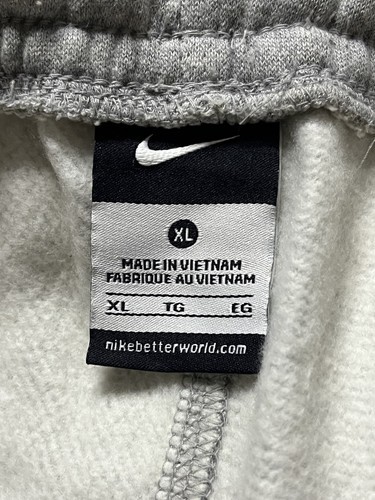 XL
MADE IN VIETNAM
FABRIQUE AU VIETNAM
XL TG EG
nikebetterworld.com